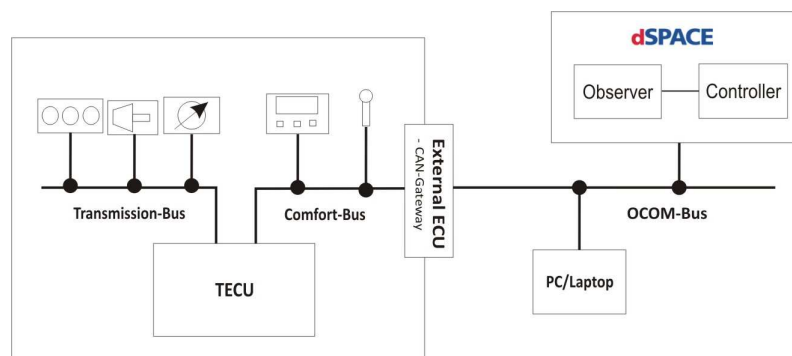 dSPACE
Observer
Controller
External ECU
- CAN-Gateway
Transmission-Bus
Comfort-Bus
OCOM-Bus
TECU
PC/Laptop